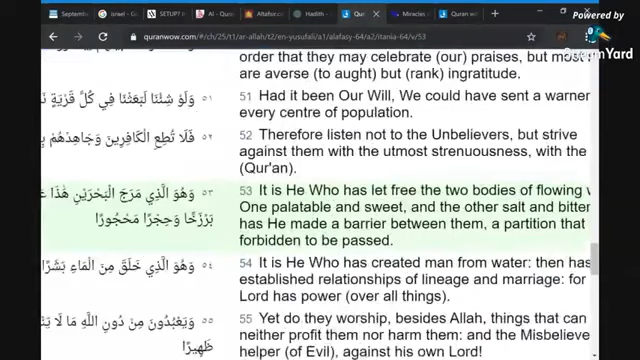 Powered by
StreamYard
Septemb
israel - G
SETUP?
Al - Qur
Altafsir.c
Hadith -
Quran w
Miracles
Quran w
quranwow.com/#/ch/25/t1/ar-allah/t2/en-yusufali/a1/alafasy-64/a2/itania-64/v/53
order that they may celebrate (our) praises, but most
are averse (to aught) but (rank) ingratitude.
٥١ وَلَوْ شِئْنَا لَبَعَثْنَا فِي كُلِّ قَرْيَةٍ
51 Had it been Our Will, We could have sent a warner
every centre of population.
٥٢ فَلَا تُطِعِ الْكَافِرِينَ وَجَاهِدْهُم
52 Therefore listen not to the Unbelievers, but strive
against them with the utmost strenuousness, with the
(Qur'an).
٥٣ وَهُوَ الَّذِي مَرَجَ الْبَحْرَيْنِ هَٰذَا
بَرْزَخًا وَحِجْرًا مَّحْجُورًا
53 It is He Who has let free the two bodies of flowing
One palatable and sweet, and the other salt and bitter
has He made a barrier between them, a partition that
forbidden to be passed.
٥٤ وَهُوَ الَّذِي خَلَقَ مِنَ الْمَاءِ بَشَرًا
54 It is He Who has created man from water: then has
established relationships of lineage and marriage: for
Lord has power (over all things).
٥٥ وَيَعْبُدُونَ مِن دُونِ اللَّهِ مَا لَا
ظَهِيرًا
55 Yet do they worship, besides Allah, things that can
neither profit them nor harm them: and the Misbelieve
helper (of Evil), against his own Lord!